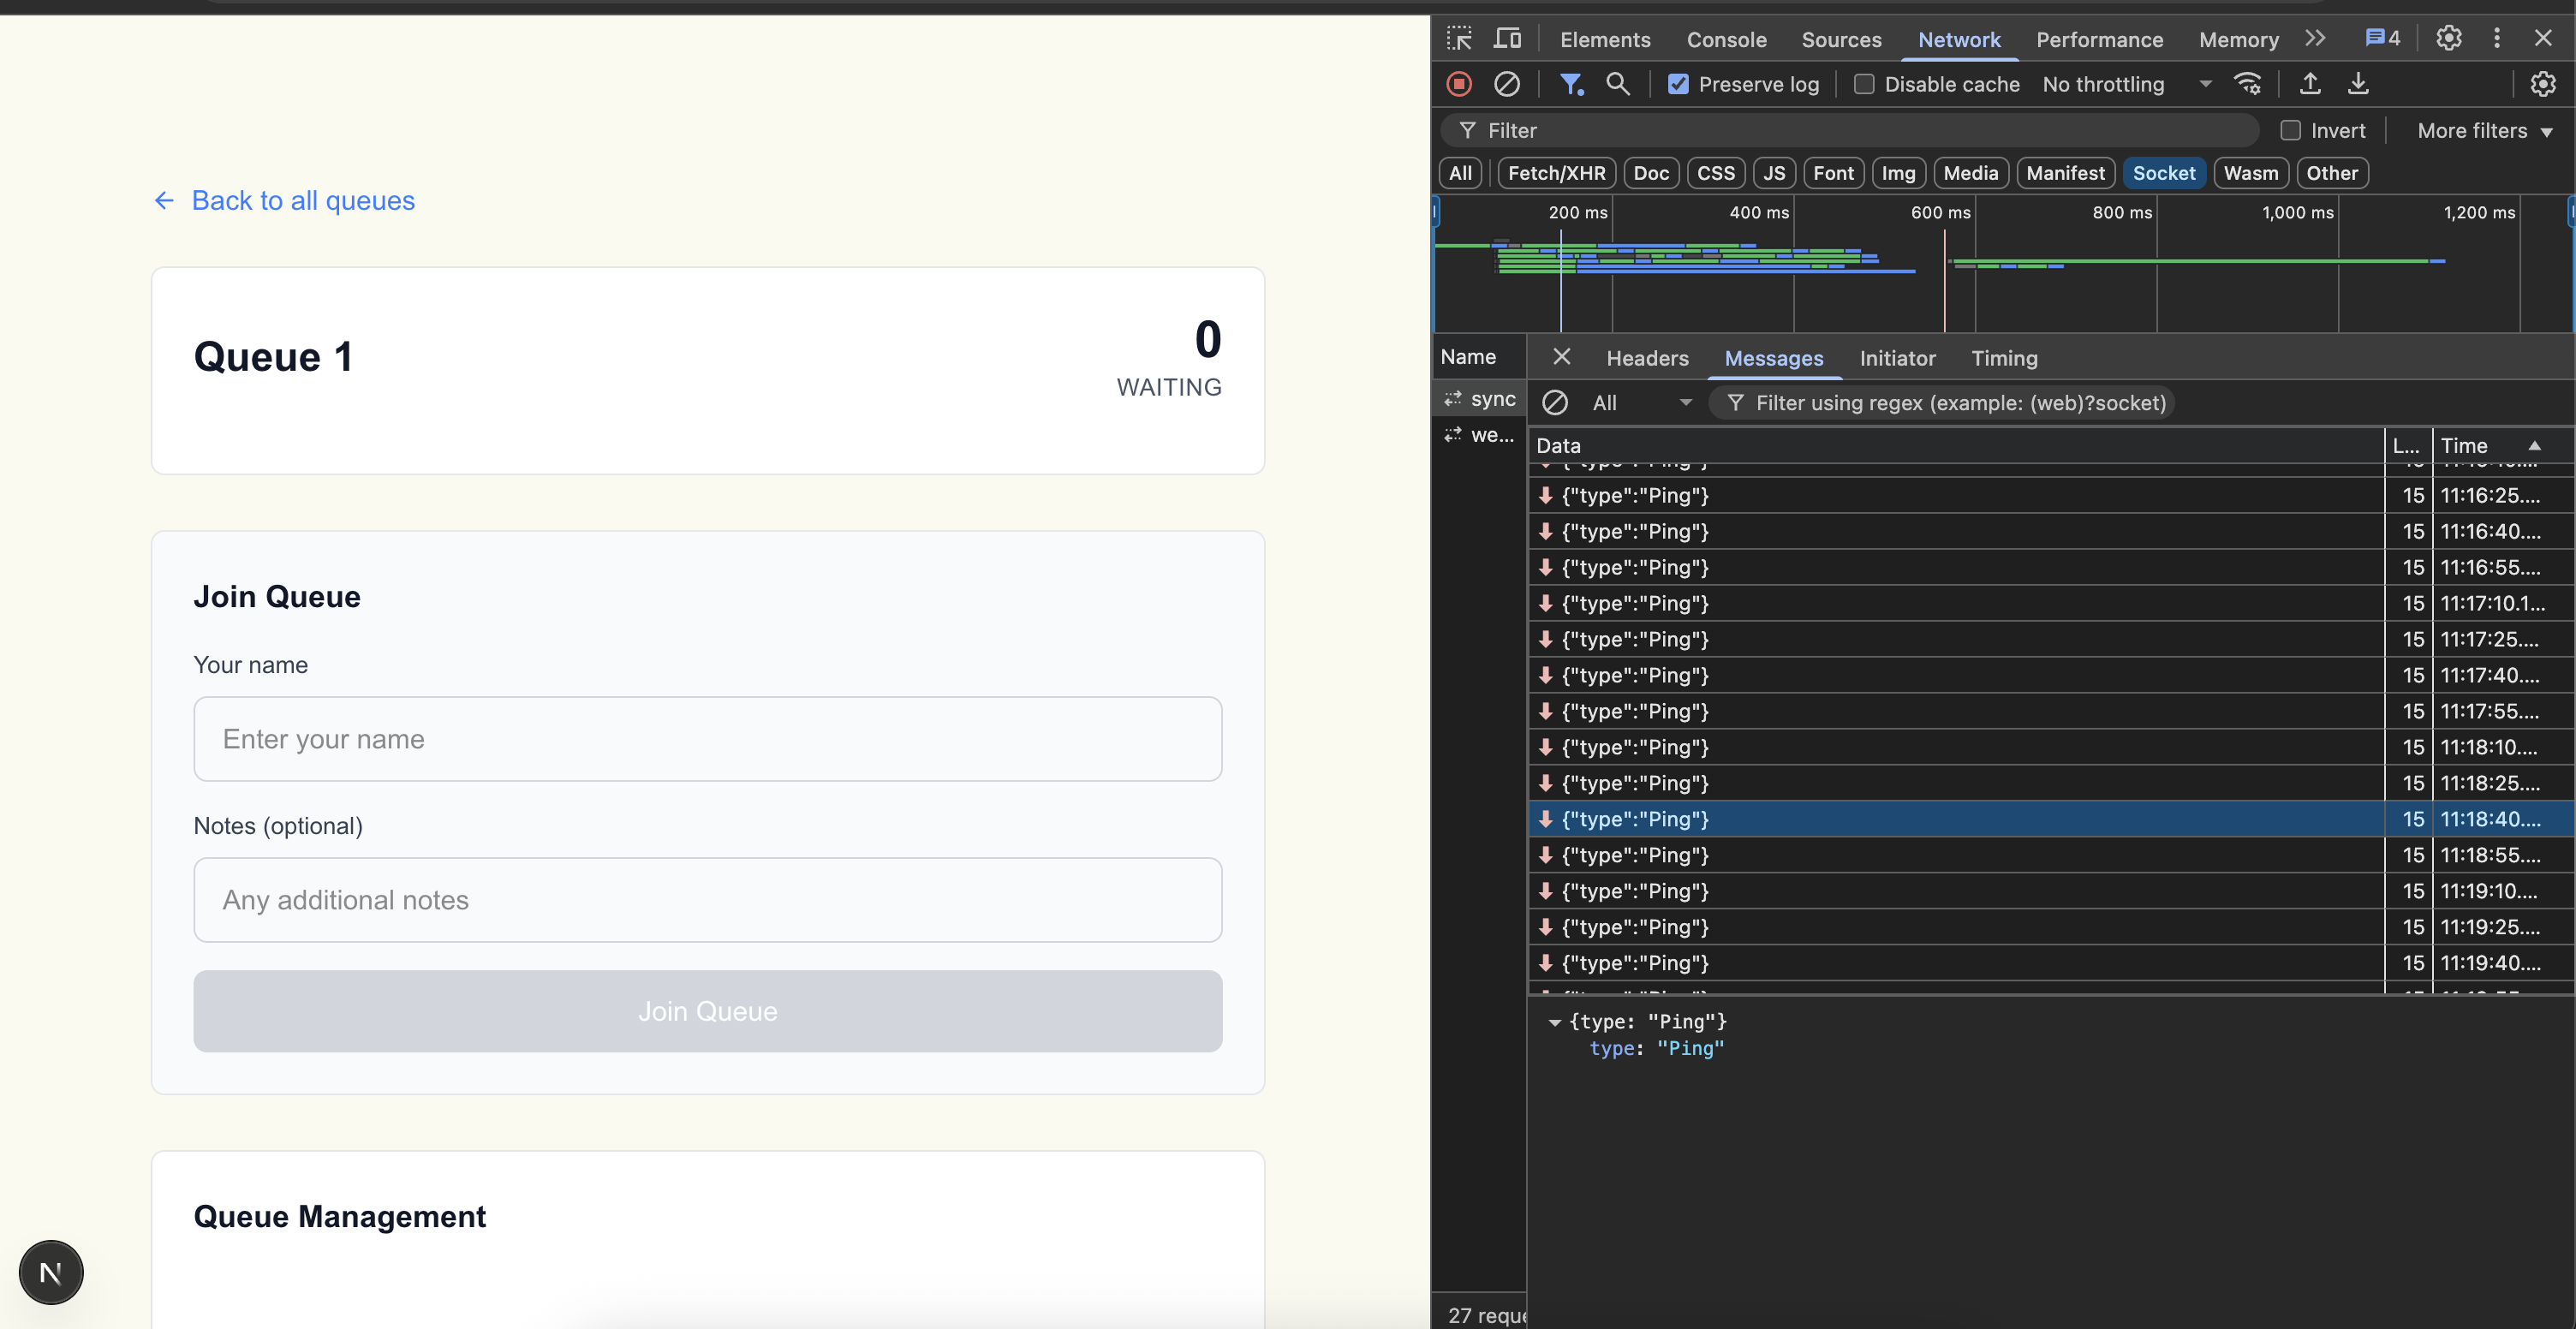 Back to all queues
Queue 1
0
WAITING
Join Queue
Your name
Enter your name
Notes (optional)
Any additional notes
Join Queue
Queue Management
N
Elements Console Sources Network Performance Memory 4
Preserve log Disable cache No throttling
Filter Invert More filters
All Fetch/XHR Doc CSS JS Font Img Media Manifest Socket Wasm Other
200 ms 400 ms 600 ms 800 ms 1,000 ms 1,200 ms
Name
sync
we...
Headers Messages Initiator Timing
All Filter using regex (example: (web)?socket)
Data L... Time
{"type":"Ping"} 15 11:16:25....
{"type":"Ping"} 15 11:16:40....
{"type":"Ping"} 15 11:16:55....
{"type":"Ping"} 15 11:17:10.1...
{"type":"Ping"} 15 11:17:25....
{"type":"Ping"} 15 11:17:40....
{"type":"Ping"} 15 11:17:55....
{"type":"Ping"} 15 11:18:10....
{"type":"Ping"} 15 11:18:25....
{"type":"Ping"} 15 11:18:40....
{"type":"Ping"} 15 11:18:55....
{"type":"Ping"} 15 11:19:10....
{"type":"Ping"} 15 11:19:25....
{"type":"Ping"} 15 11:19:40....
{type: "Ping"}
type: "Ping"
27 reque